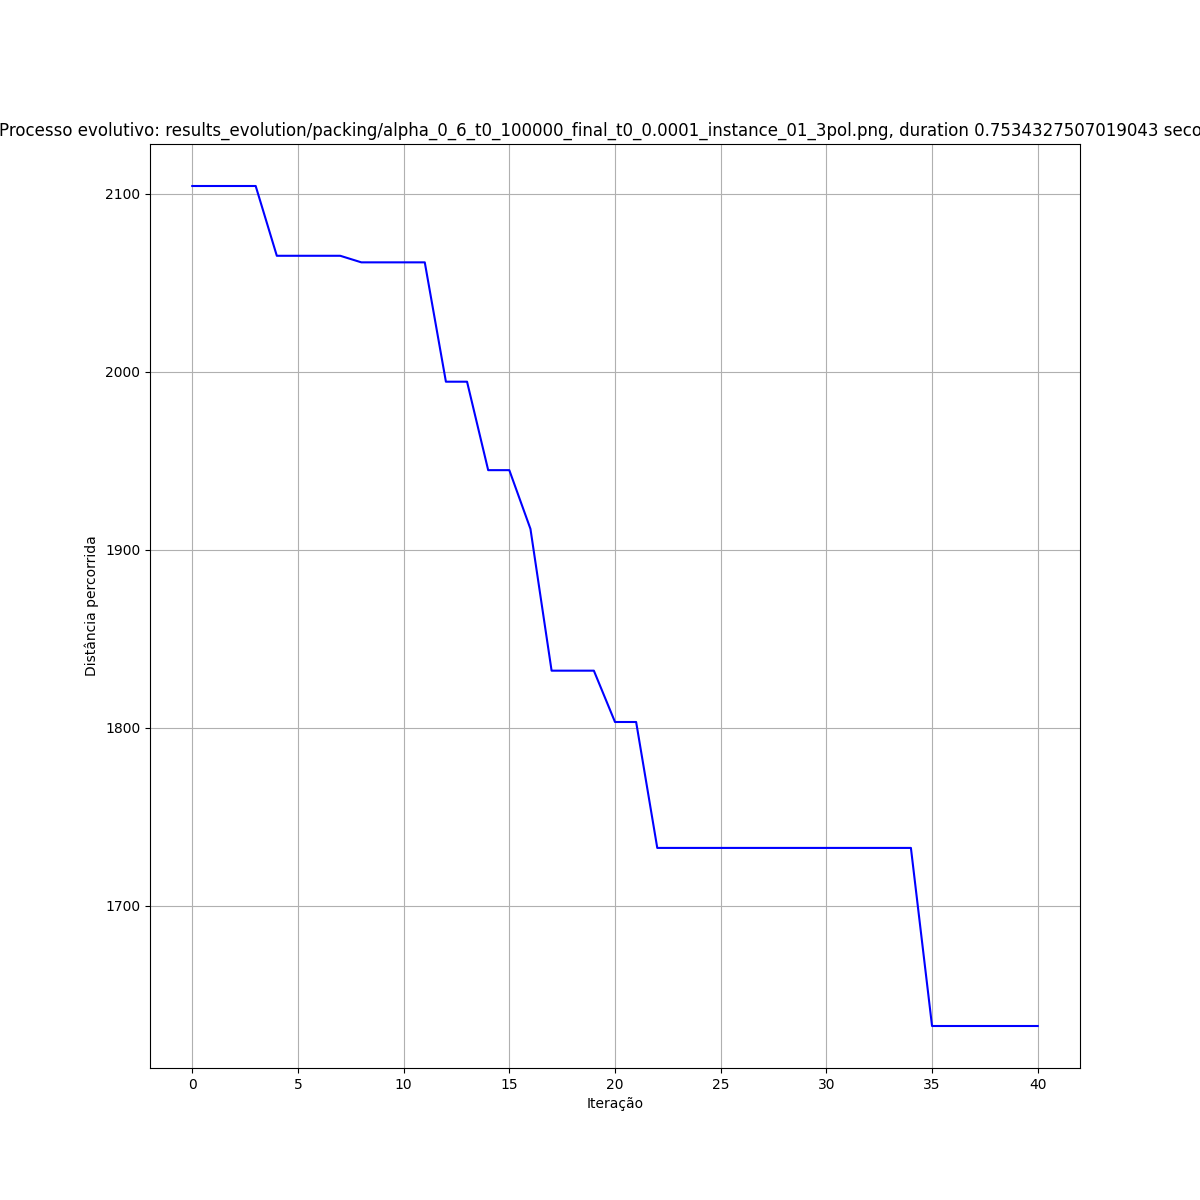 Processo evolutivo: results_evolution/packing/alpha_0_6_t0_100000_final_t0_0.0001_instance_01_3pol.png, duration 0.7534327507019043 seco
2100
2000
1900
1800
1700
Distância percorrida
0 5 10 15 20 25 30 35 40
Iteração